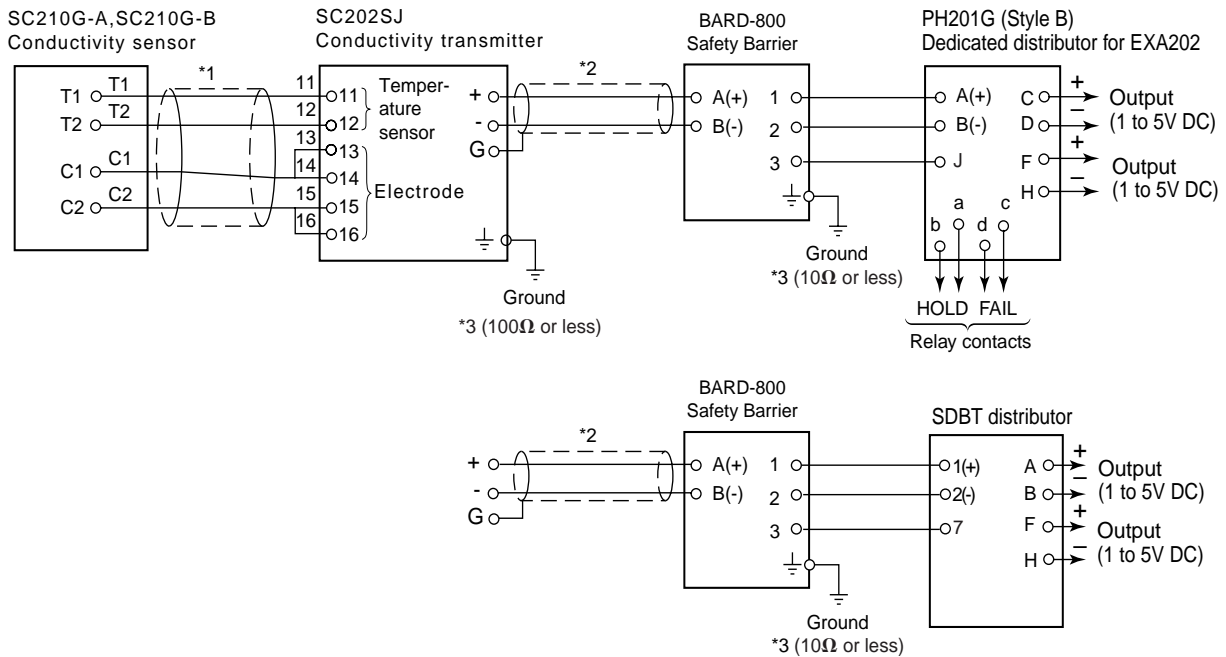 SC210G-A,SC210G-B
Conductivity sensor
SC202SJ
Conductivity transmitter
BARD-800
Safety Barrier
PH201G (Style B)
Dedicated distributor for EXA202
T1 T1 *1 11 11
T2 T2 12 12
Temper-
ature
sensor
13 13
C1 C1 14 14
C2 C2 15 15
16 16
Electrode
+ *2 A(+) 1 A(+) C + Output
- B(-) 2 B(-) D − (1 to 5V DC)
G 3 J F + Output
H − (1 to 5V DC)
b a d c
HOLD FAIL
Relay contacts
Ground
*3 (100Ω or less)
Ground
*3 (10Ω or less)
BARD-800
Safety Barrier
SDBT distributor
+ *2 A(+) 1 1(+) A + Output
- B(-) 2 2(-) B − (1 to 5V DC)
G 3 7 F + Output
H − (1 to 5V DC)
Ground
*3 (10Ω or less)